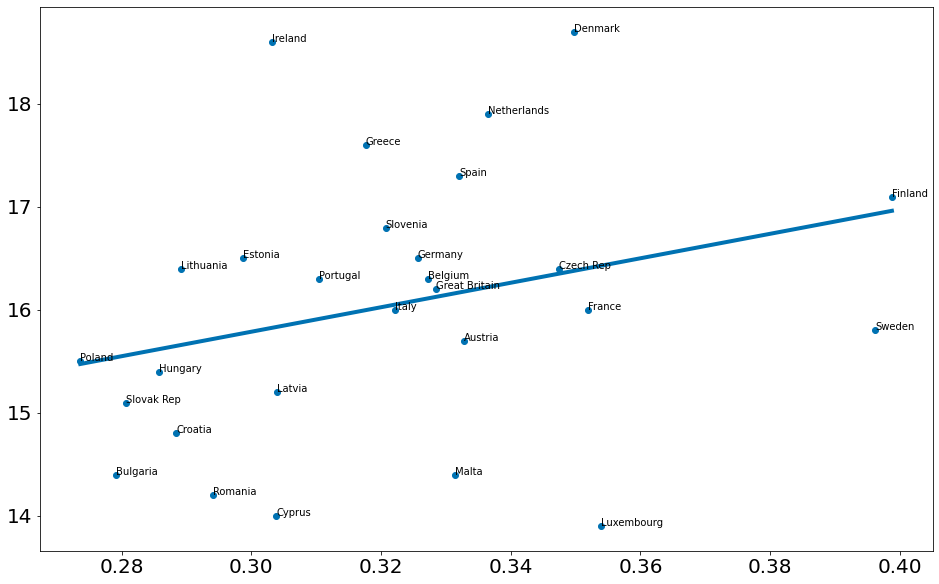 Denmark
Ireland
18
Netherlands
Greece
Spain
17
Finland
Slovenia
Estonia
Germany
Lithuania
Czech Rep
Portugal
Belgium
Great Britain
16
Italy
France
Sweden
Austria
Poland
Hungary
Latvia
Slovak Rep
15
Croatia
Bulgaria
Malta
Romania
14
Cyprus
Luxembourg
0.28 0.30 0.32 0.34 0.36 0.38 0.40